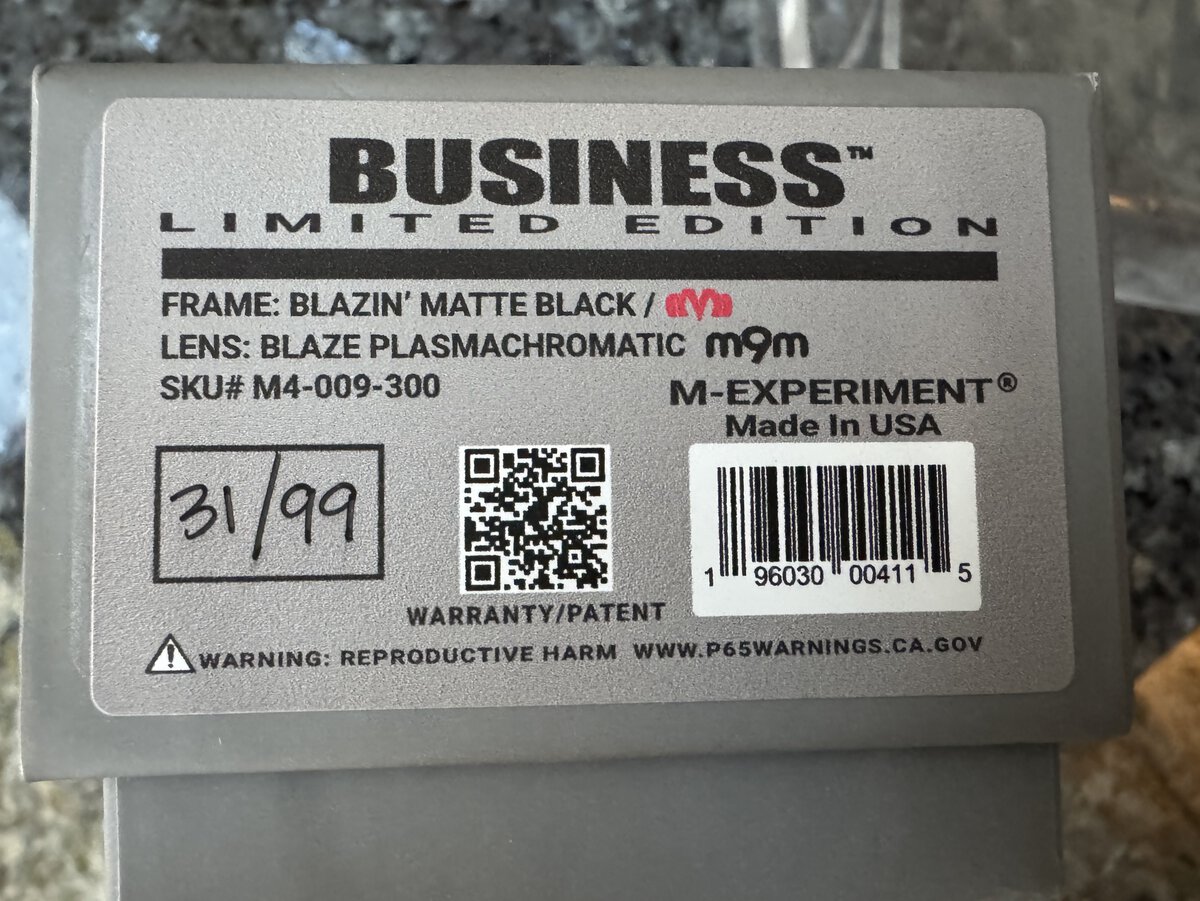 BUSINESS™
LIMITED EDITION
FRAME: BLAZIN' MATTE BLACK /
LENS: BLAZE PLASMACHROMATIC m9m
SKU# M4-009-300
M-EXPERIMENT®
Made In USA
31/99
1 96030 00411 5
WARRANTY/PATENT
WARNING: REPRODUCTIVE HARM WWW.P65WARNINGS.CA.GOV